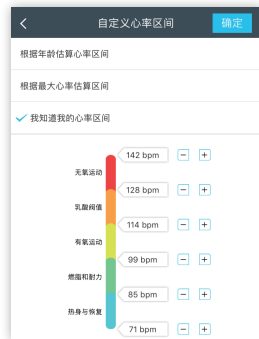 自定义心率区间
确定
根据年龄估算心率区间
根据最大心率估算区间
我知道我的心率区间
142 bpm
无氧运动
128 bpm
乳酸阀值
114 bpm
有氧运动
99 bpm
燃脂和耐力
85 bpm
热身与恢复
71 bpm